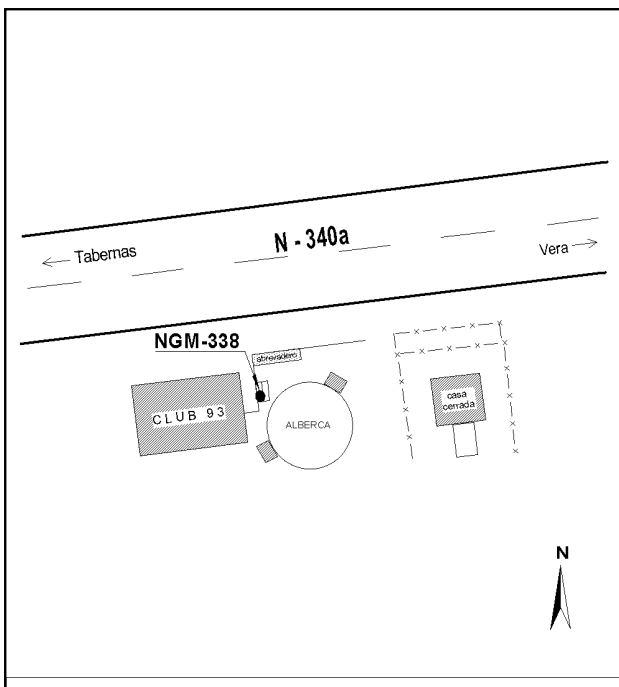 N - 340a
Tabernas
Vera
NGM-338
abrevadero
CLUB 93
ALBERCA
casa
cerrada
N